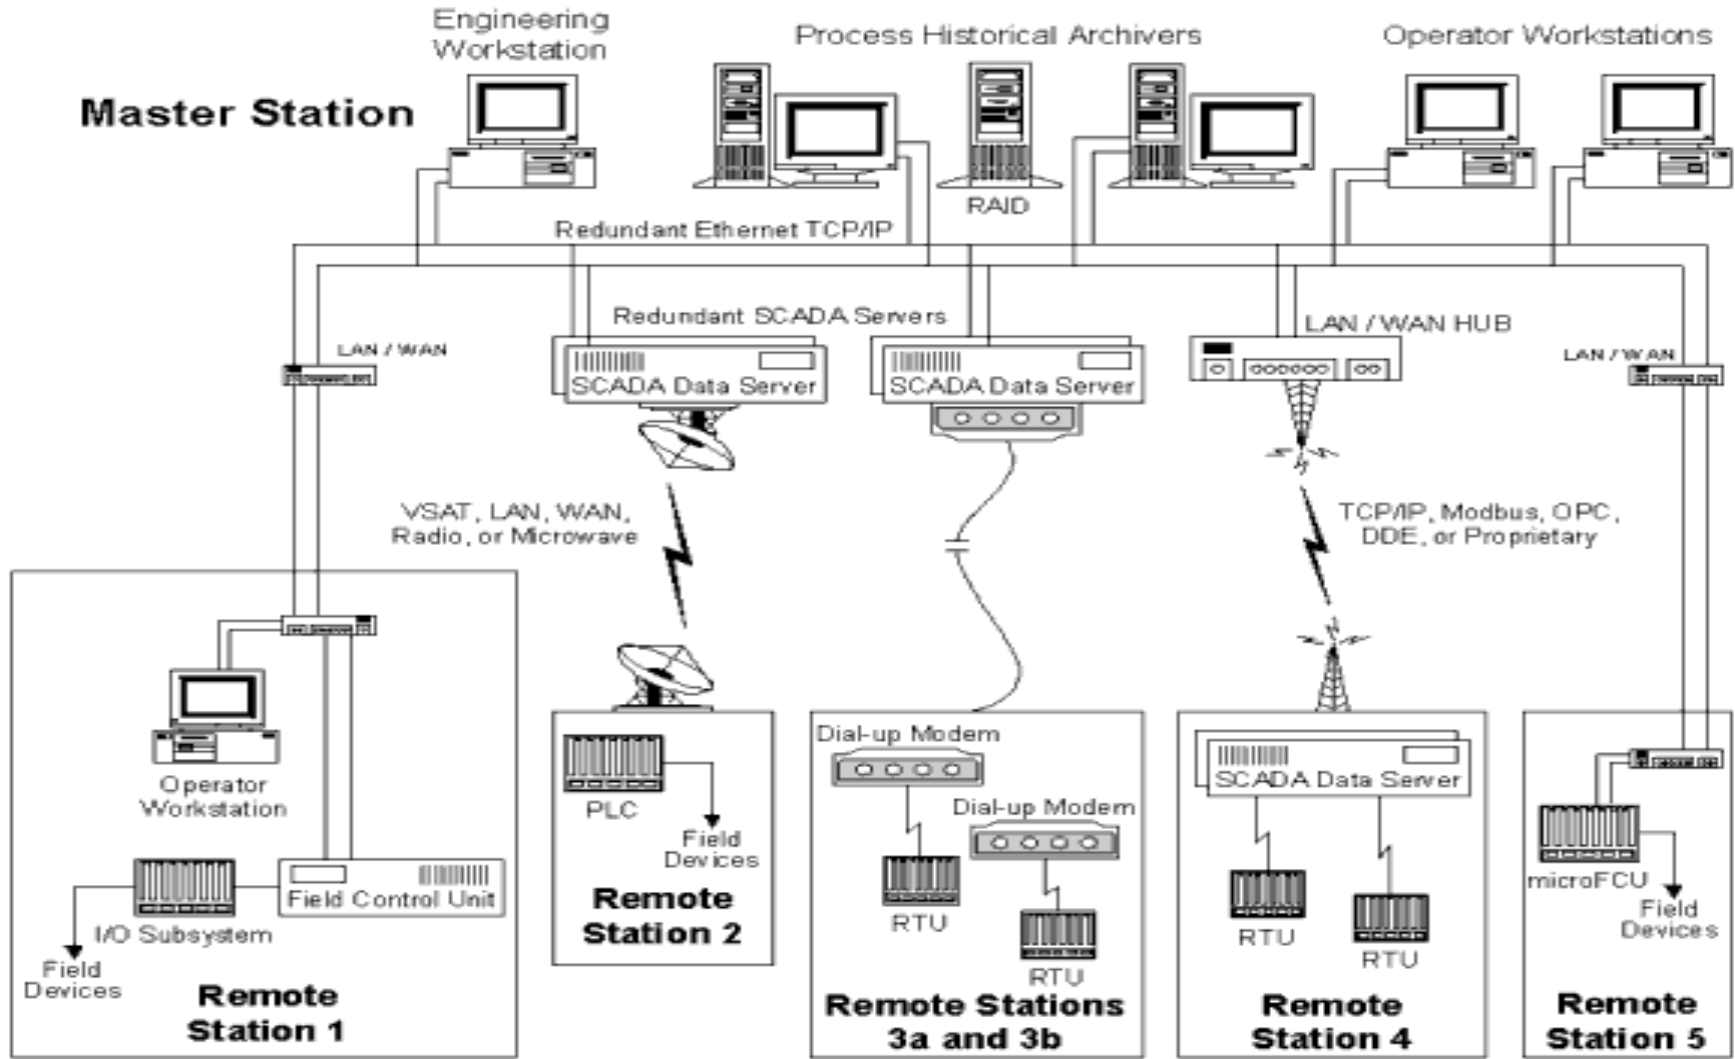 Engineering
Workstation
Process Historical Archivers
Operator Workstations
Master Station
RAID
Redundant Ethernet TCP/IP
Redundant SCADA Servers
LAN / WAN HUB
LAN / WAN
LAN / WAN
SCADA Data Server
SCADA Data Server
VSAT, LAN, WAN,
Radio, or Microwave
TCP/IP, Modbus, OPC,
DDE, or Proprietary
Operator
Workstation
Field Control Unit
I/O Subsystem
Field
Devices
Remote
Station 1
PLC
Field
Devices
Remote
Station 2
Dial-up Modem
Dial-up Modem
RTU
RTU
Remote Stations
3a and 3b
SCADA Data Server
RTU
RTU
Remote
Station 4
microFCU
Field
Devices
Remote
Station 5